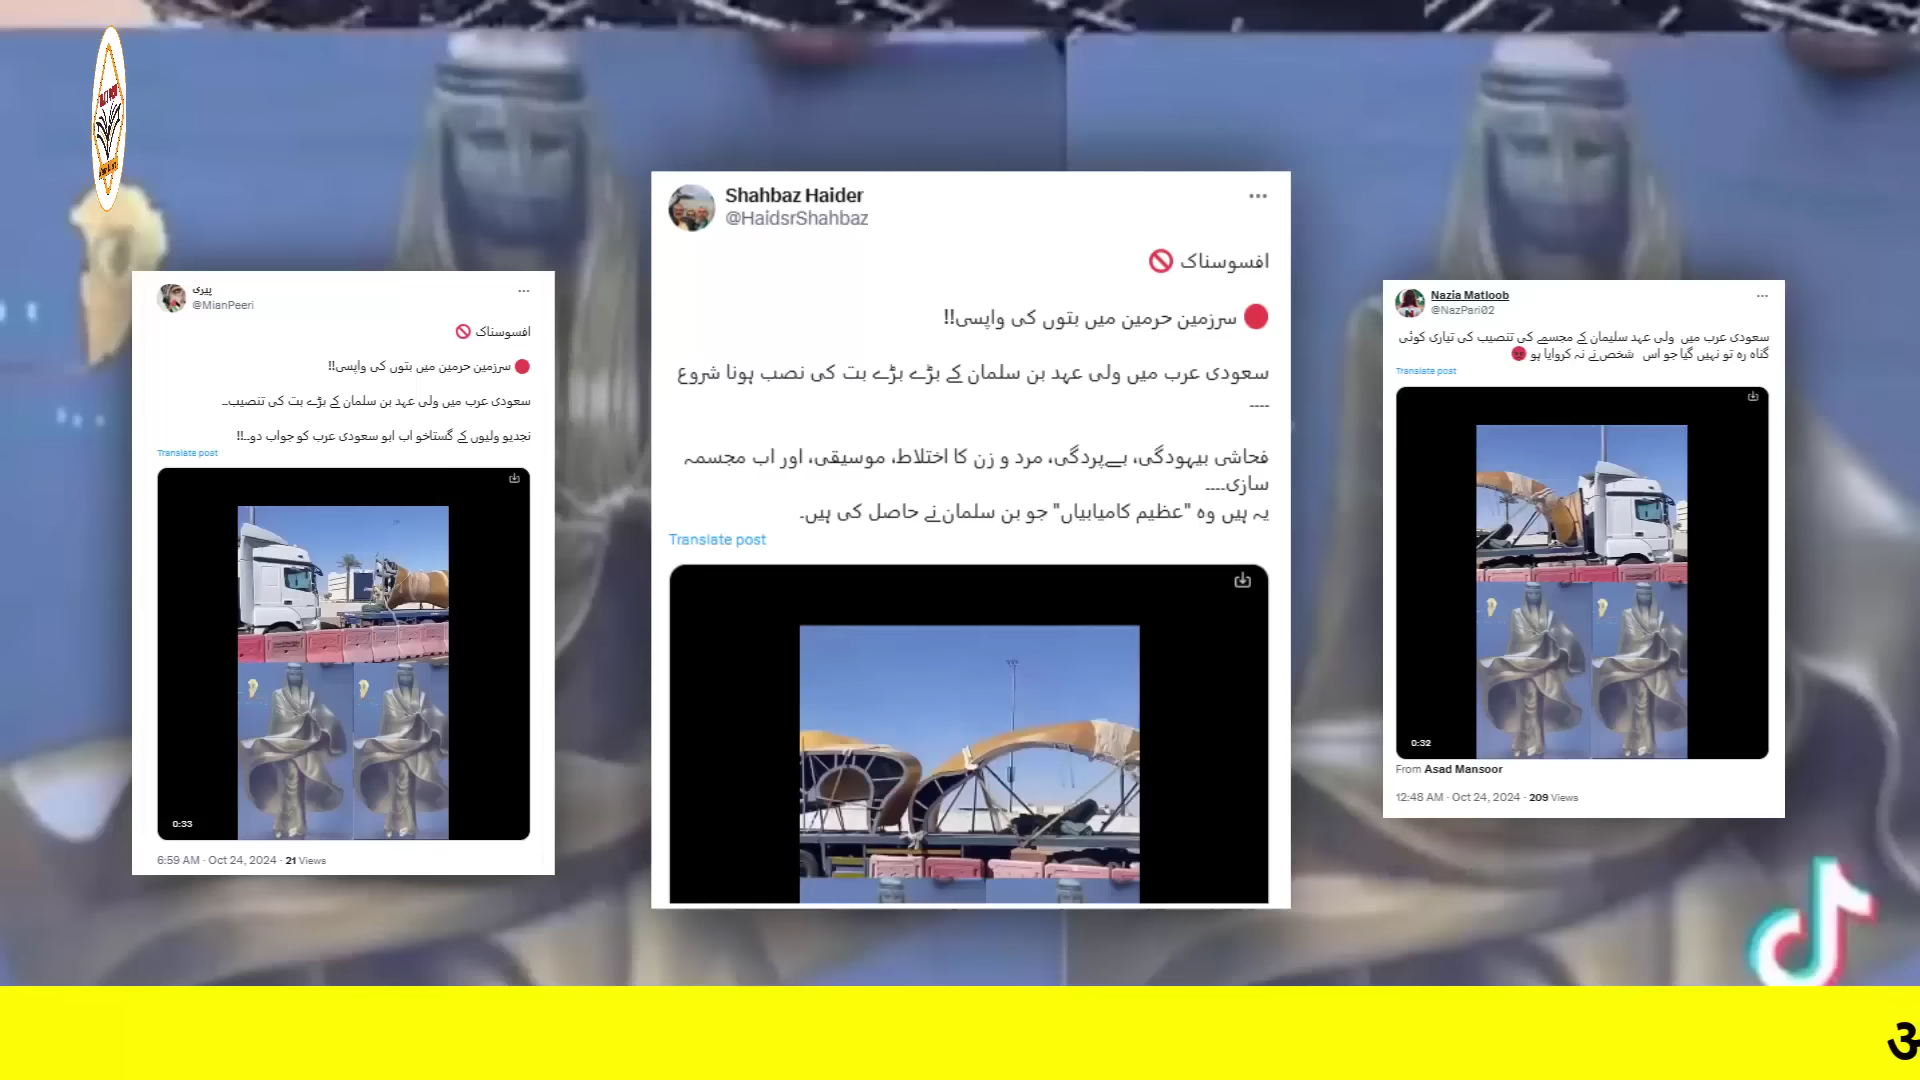 پیری
@MianPeeri
افسوسناک 🚫
🔴 سرزمین حرمین میں بتوں کی واپسی!!
سعودی عرب میں ولی عہد بن سلمان کے بڑے بت کی تنصیب۔۔
نجدیو ولیوں کے گستاخو اب ابو سعودی عرب کو جواب دو۔۔!!
Translate post
0:33
6:59 AM · Oct 24, 2024 · 21 Views
Shahbaz Haider
@HaidsrShahbaz
افسوسناک 🚫
🔴 سرزمین حرمین میں بتوں کی واپسی!!
سعودی عرب میں ولی عہد بن سلمان کے بڑے بڑے بت کی نصب ہونا شروع
----
فحاشی بیہودگی، بےپردگی، مرد و زن کا اختلاط، موسیقی، اور اب مجسمہ
سازی----
یہ ہیں وہ "عظیم کامیابیاں" جو بن سلمان نے حاصل کی ہیں۔
Translate post
Nazia Matloob
@NazPari02
سعودی عرب میں ولی عہد سلیمان کے مجسمے کی تنصیب کی تیاری کوئی
گناہ رہ تو نہیں گیا جو اس شخص نے نہ کروایا ہو 😡
Translate post
0:32
From Asad Mansoor
12:48 AM · Oct 24, 2024 · 209 Views